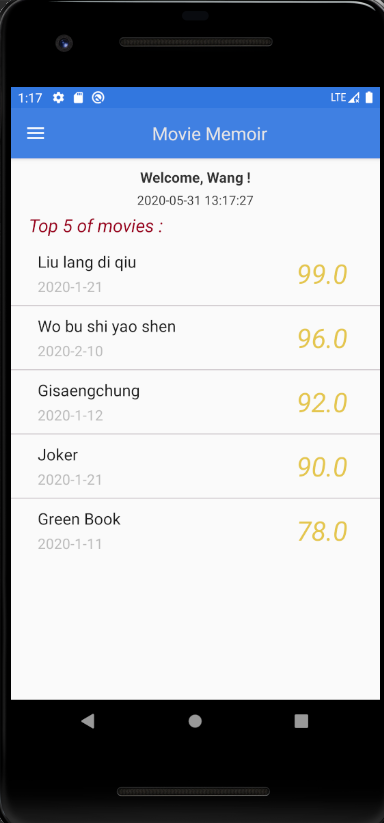 1:17 LTE
Movie Memoir
Welcome, Wang !
2020-05-31 13:17:27
Top 5 of movies :
Liu lang di qiu
99.0
2020-1-21
Wo bu shi yao shen
96.0
2020-2-10
Gisaengchung
92.0
2020-1-12
Joker
90.0
2020-1-21
Green Book
78.0
2020-1-11